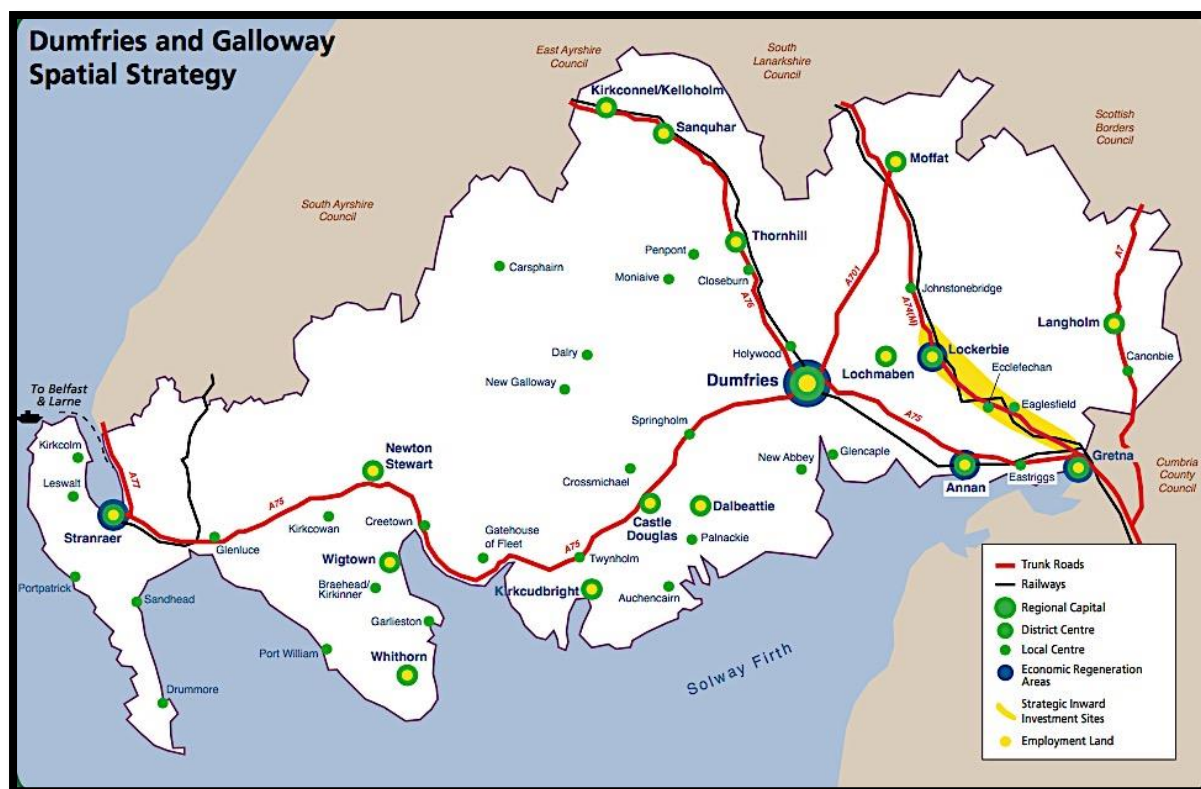 Dumfries and Galloway
Spatial Strategy
East Ayrshire
Council
South
Lanarkshire
Council
Scottish
Borders
Council
South Ayrshire
Council
Cumbria
County
Council
Kirkconnel/Kelloholm
Sanquhar
Moffat
Thornhill
Penpont
Moniaive
Closeburn
Carsphairn
A76
A701
A74(M)
A7
Johnstonebridge
Langholm
Canonbie
Holywood
Lochmaben
Lockerbie
Ecclefechan
Eaglesfield
Dalry
New Galloway
Dumfries
A75
Springholm
To Belfast
& Larne
Kirkcolm
Leswalt
A77
Stranraer
A75
Newton
Stewart
Kirkcowan
Creetown
Glenluce
Crossmichael
New Abbey
Glencaple
Annan
Eastriggs
Gretna
Castle
Douglas
Dalbeattie
Palnackie
Gatehouse
of Fleet
A75
Twynholm
Wigtown
Braehead/
Kirkinner
Kirkcudbright
Auchencairn
Portpatrick
Sandhead
Garlieston
Port William
Whithorn
Drummore
Solway Firth
Trunk Roads
Railways
Regional Capital
District Centre
Local Centre
Economic Regeneration
Areas
Strategic Inward
Investment Sites
Employment Land